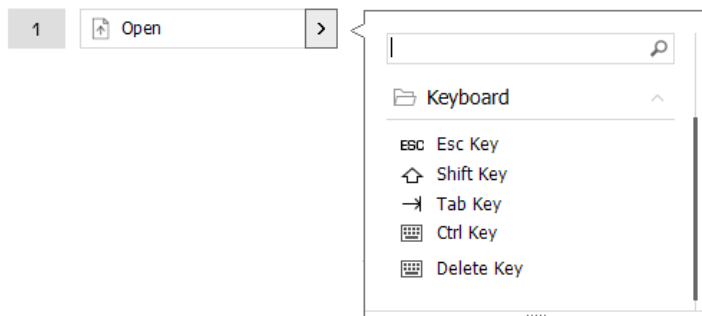 1 Open >
Keyboard
ESC Esc Key
Shift Key
Tab Key
Ctrl Key
Delete Key